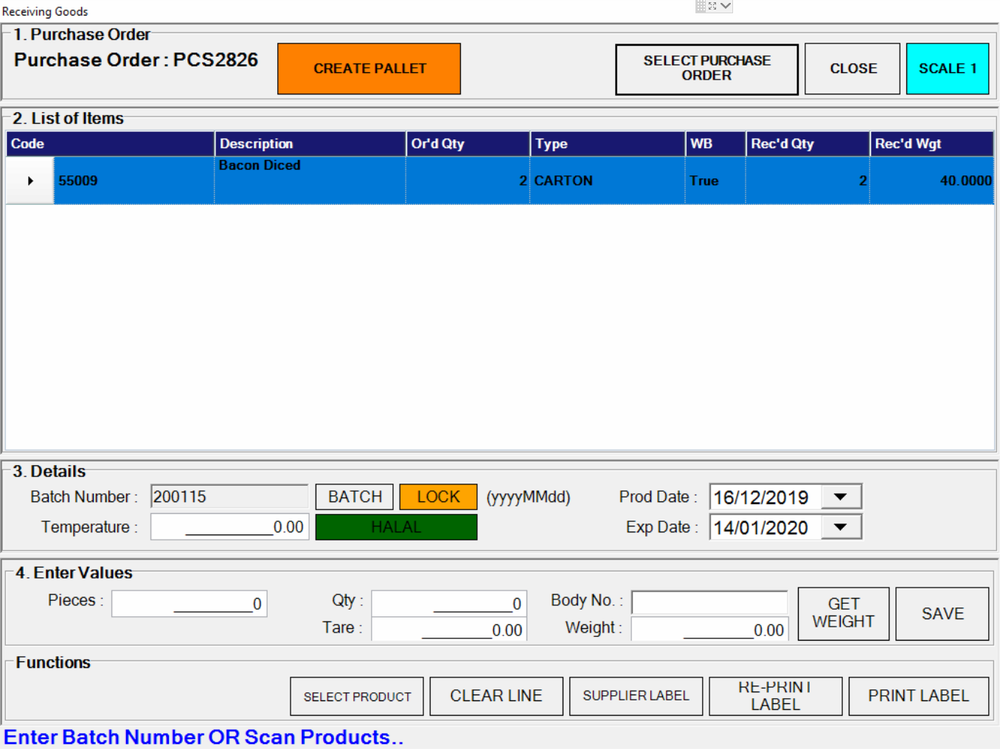 Receiving Goods
1. Purchase Order
Purchase Order : PCS2826
CREATE PALLET
SELECT PURCHASE
ORDER
CLOSE
SCALE 1
2. List of Items
Code Description Or'd Qty Type WB Rec'd Qty Rec'd Wgt
55009 Bacon Diced 2 CARTON True 2 40.0000
3. Details
Batch Number : 200115 BATCH LOCK (yyyyMMdd) Prod Date : 16/12/2019
Temperature : 0.00 HALAL Exp Date : 14/01/2020
4. Enter Values
Pieces : 0 Qty : 0 Body No. :
Tare : 0.00 Weight : 0.00
GET
WEIGHT
SAVE
Functions
SELECT PRODUCT
CLEAR LINE
SUPPLIER LABEL
RE-PRINT
LABEL
PRINT LABEL
Enter Batch Number OR Scan Products..